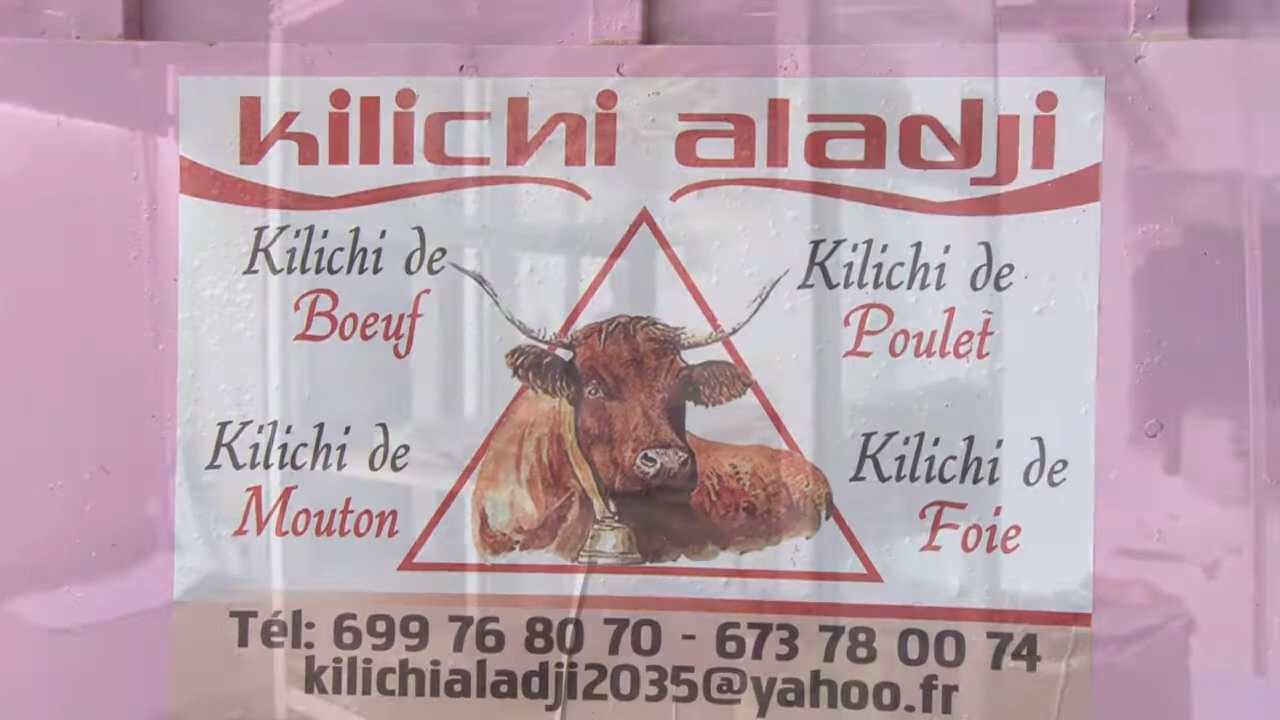 kilichi aladji
Kilichi de
Boeuf
Kilichi de
Poulet
Kilichi de
Mouton
Kilichi de
Foie
Tél: 699 76 80 70 - 673 78 00 74
kilichialadji2035@yahoo.fr